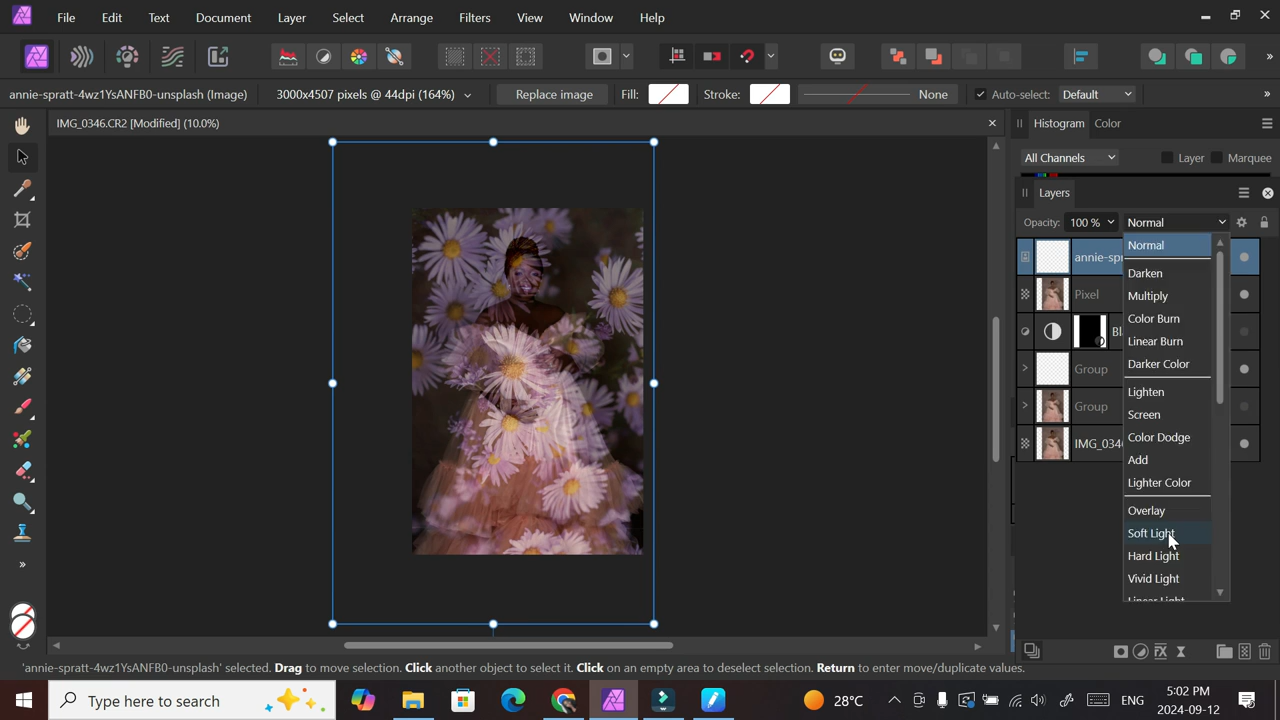 File Edit Text Document Layer Select Arrange Filters View Window Help
annie-spratt-4wz1YsANFB0-unsplash (Image) 3000x4507 pixels @ 44dpi (164%) Replace image Fill: Stroke: None Auto-select: Default
IMG_0346.CR2 [Modified] (10.0%)
Histogram Color
All Channels Layer Marquee
Layers
Opacity: 100 % Normal
Normal
annie-spr
Darken
Pixel
Multiply
Color Burn
Bl
Linear Burn
Group
Darker Color
Lighten
Group
Screen
IMG_034
Color Dodge
Add
Lighter Color
Overlay
Soft Light
Hard Light
Vivid Light
Linear Light
'annie-spratt-4wz1YsANFB0-unsplash' selected. Drag to move selection. Click another object to select it. Click on an empty area to deselect selection. Return to enter move/duplicate values.
Type here to search
28°C
ENG
5:02 PM
2024-09-12